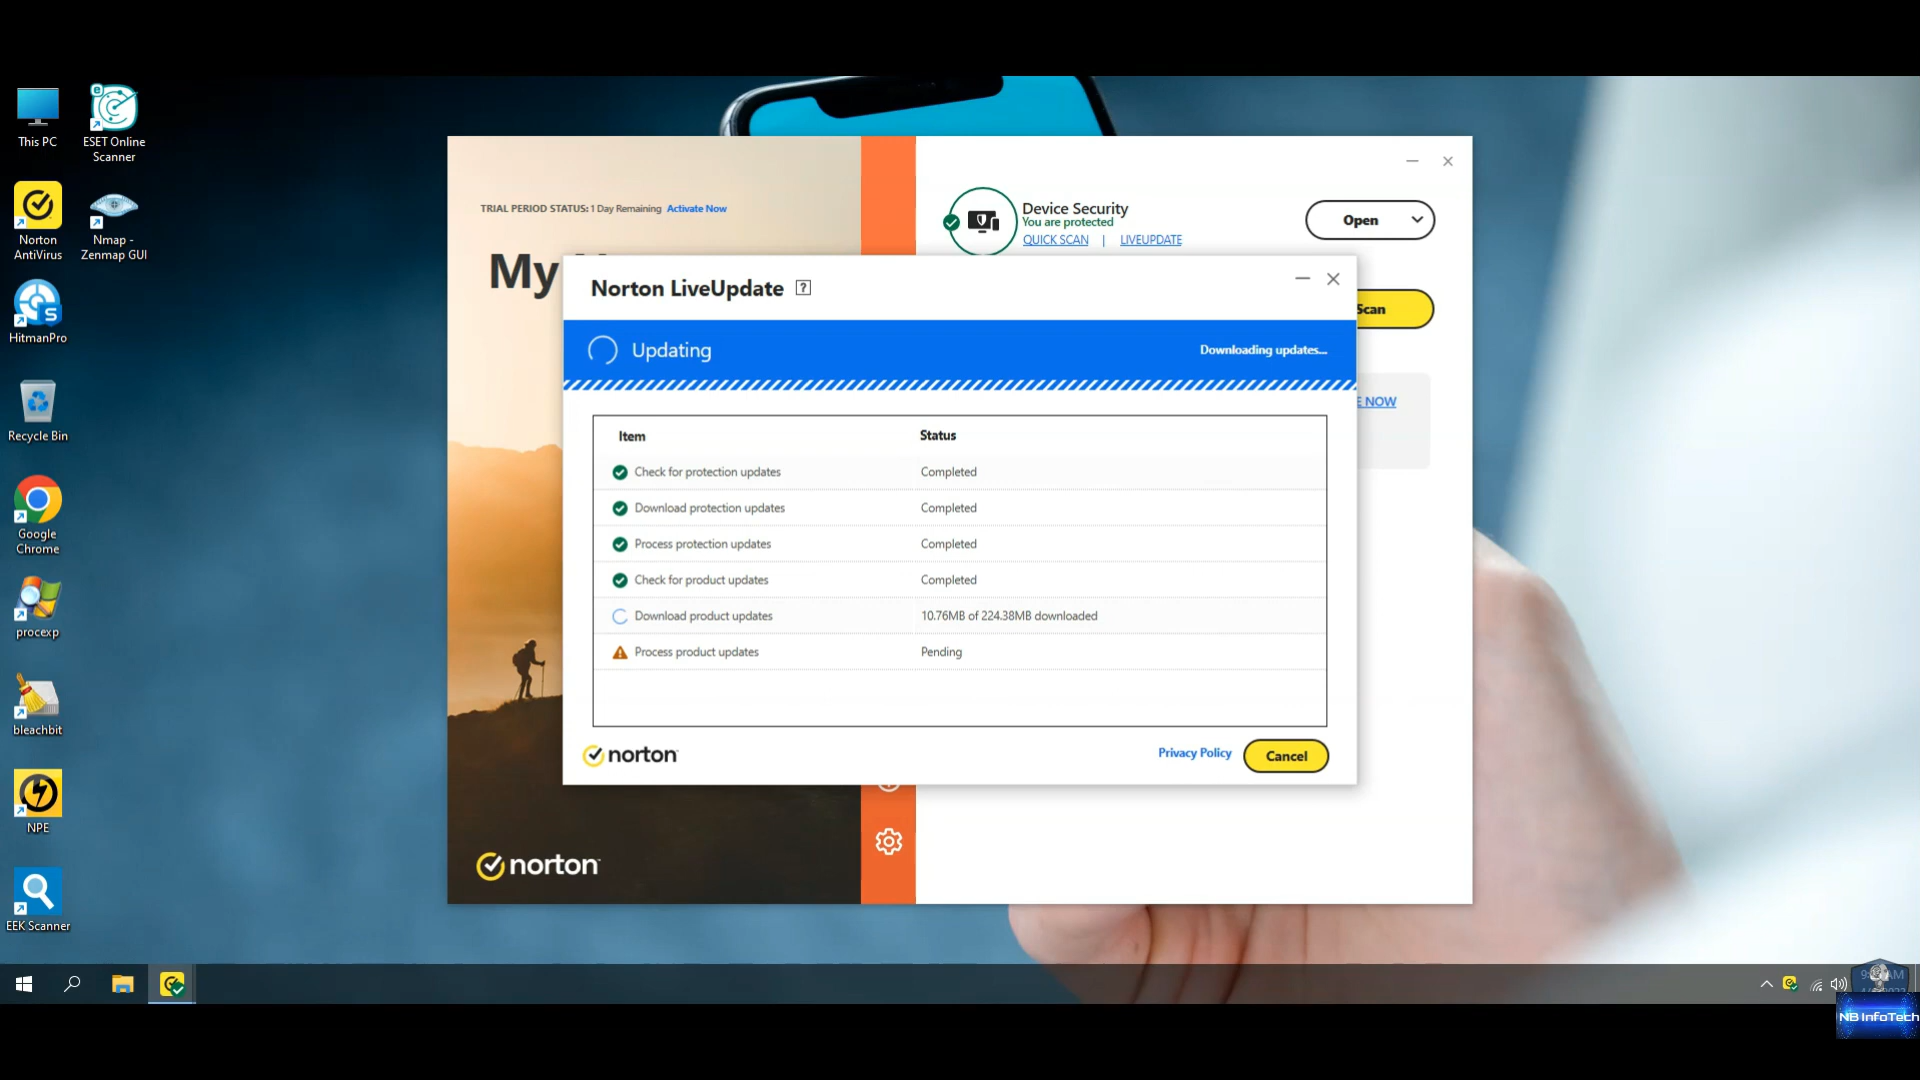 This PC
ESET Online
Scanner
Norton
AntiVirus
Nmap -
Zenmap GUI
HitmanPro
Recycle Bin
Google
Chrome
procexp
bleachbit
NPE
EEK Scanner
TRIAL PERIOD STATUS: 1 Day Remaining Activate Now
My
norton
Device Security
You are protected
QUICK SCAN | LIVEUPDATE
Open
Scan
NOW
Norton LiveUpdate ?
Updating
Downloading updates...
Item Status
Check for protection updates Completed
Download protection updates Completed
Process protection updates Completed
Check for product updates Completed
Download product updates 10.76MB of 224.38MB downloaded
Process product updates Pending
norton
Privacy Policy
Cancel
NB InfoTech